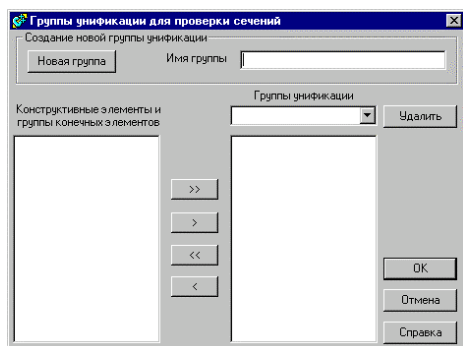 Группы унификации для проверки сечений
Создание новой группы унификации
Новая группа
Имя группы
Группы унификации
Конструктивные элементы и
группы конечных элементов
Удалить
>>
>
<<
<
OK
Отмена
Справка